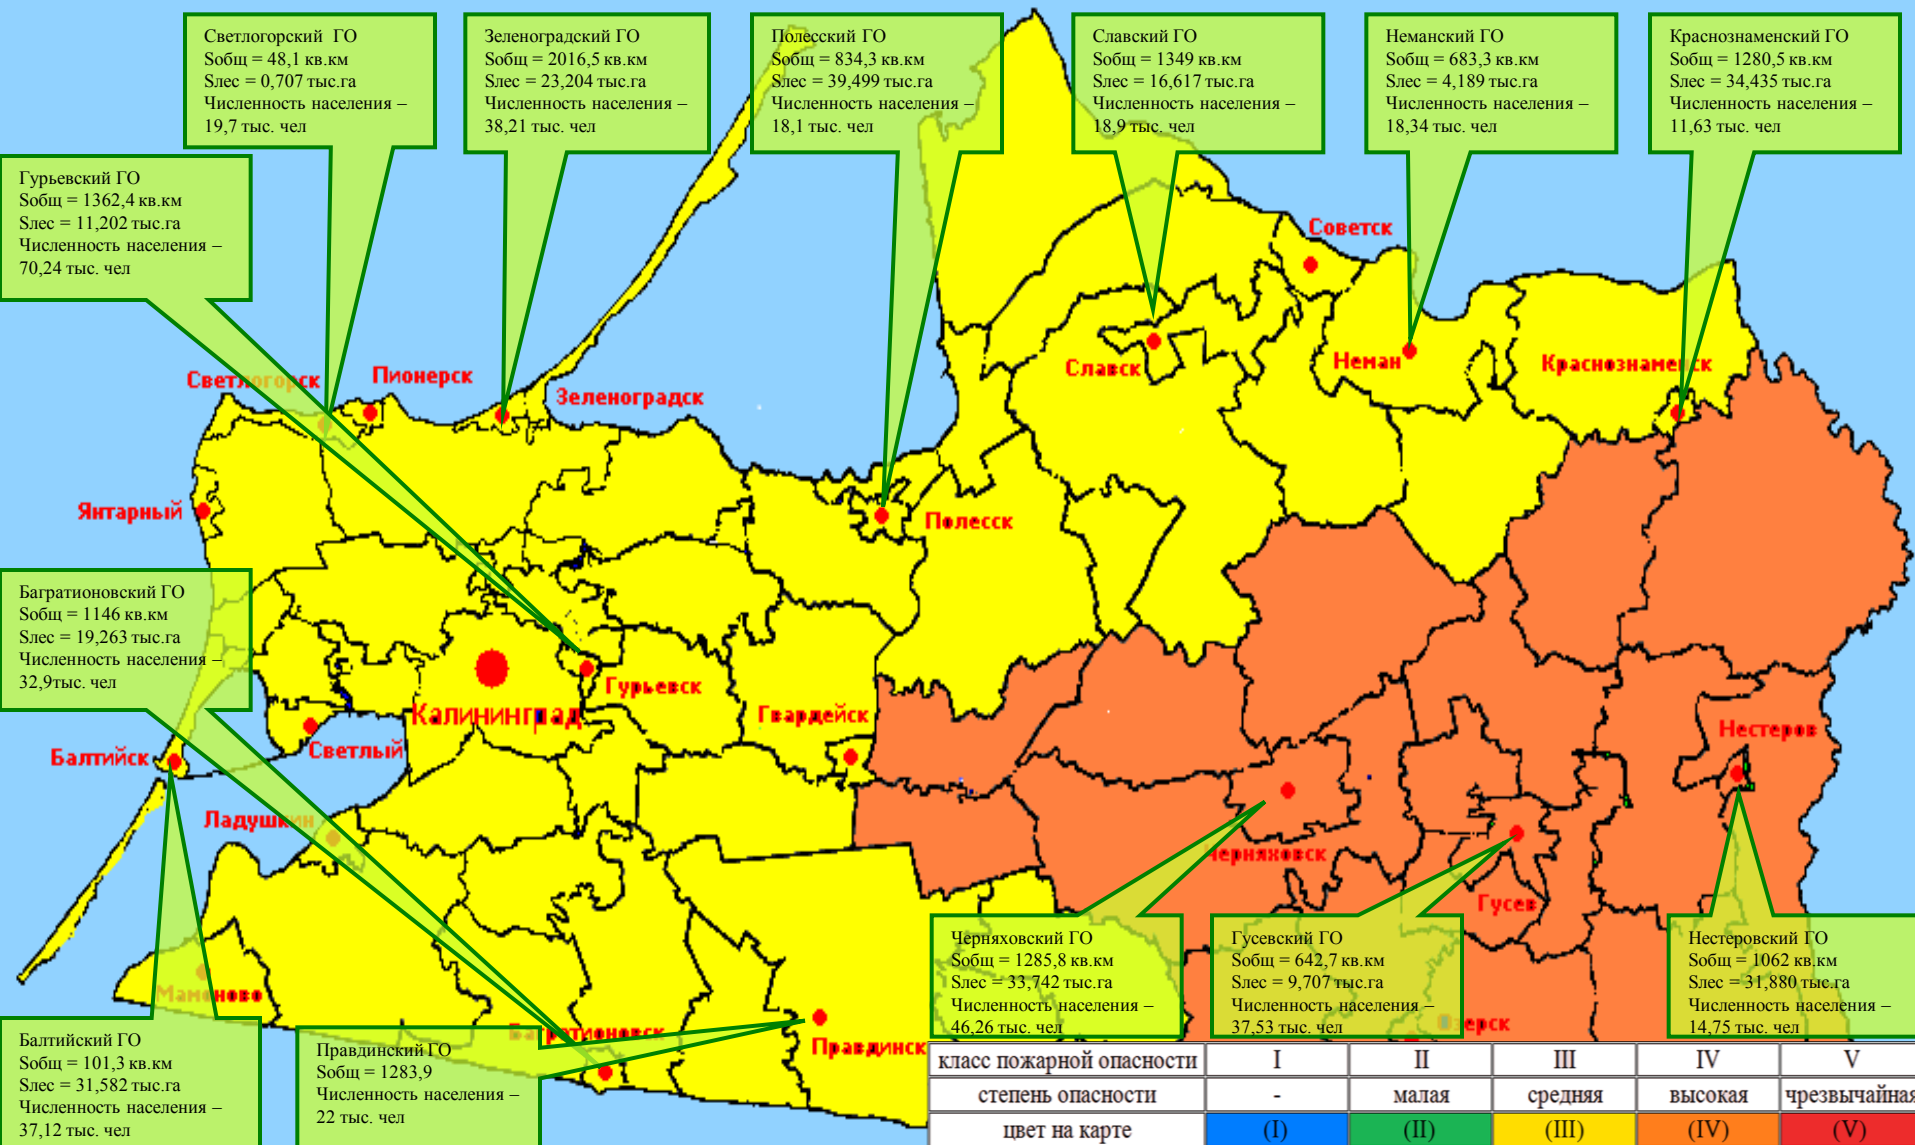 Светлогорский ГО
Sобщ = 48,1 кв.км
Sлес = 0,707 тыс.га
Численность населения –
19,7 тыс. чел
Зеленоградский ГО
Sобщ = 2016,5 кв.км
Sлес = 23,204 тыс.га
Численность населения –
38,21 тыс. чел
Полесский ГО
Sобщ = 834,3 кв.км
Sлес = 39,499 тыс.га
Численность населения –
18,1 тыс. чел
Славский ГО
Sобщ = 1349 кв.км
Sлес = 16,617 тыс.га
Численность населения –
18,9 тыс. чел
Неманский ГО
Sобщ = 683,3 кв.км
Sлес = 4,189 тыс.га
Численность населения –
18,34 тыс. чел
Краснознаменский ГО
Sобщ = 1280,5 кв.км
Sлес = 34,435 тыс.га
Численность населения –
11,63 тыс. чел
Гурьевский ГО
Sобщ = 1362,4 кв.км
Sлес = 11,202 тыс.га
Численность населения –
70,24 тыс. чел
Советск
Неман
Краснознаменск
Славск
Светлогорск
Пионерск
Зеленоградск
Янтарный
Полесск
Багратионовский ГО
Sобщ = 1146 кв.км
Sлес = 19,263 тыс.га
Численность населения –
32,9тыс. чел
Гурьевск
Калининград
Гвардейск
Нестеров
Балтийск
Светлый
Ладушкин
Черняховск
Гусев
Мамоново
Багратионовск
Правдинск
Озерск
Черняховский ГО
Sобщ = 1285,8 кв.км
Sлес = 33,742 тыс.га
Численность населения –
46,26 тыс. чел
Гусевский ГО
Sобщ = 642,7 кв.км
Sлес = 9,707 тыс.га
Численность населения –
37,53 тыс. чел
Нестеровский ГО
Sобщ = 1062 кв.км
Sлес = 31,880 тыс.га
Численность населения –
14,75 тыс. чел
Балтийский ГО
Sобщ = 101,3 кв.км
Sлес = 31,582 тыс.га
Численность населения –
37,12 тыс. чел
Правдинский ГО
Sобщ = 1283,9
Численность населения –
22 тыс. чел
класс пожарной опасности I II III IV V
степень опасности - малая средняя высокая чрезвычайная
цвет на карте (I) (II) (III) (IV) (V)